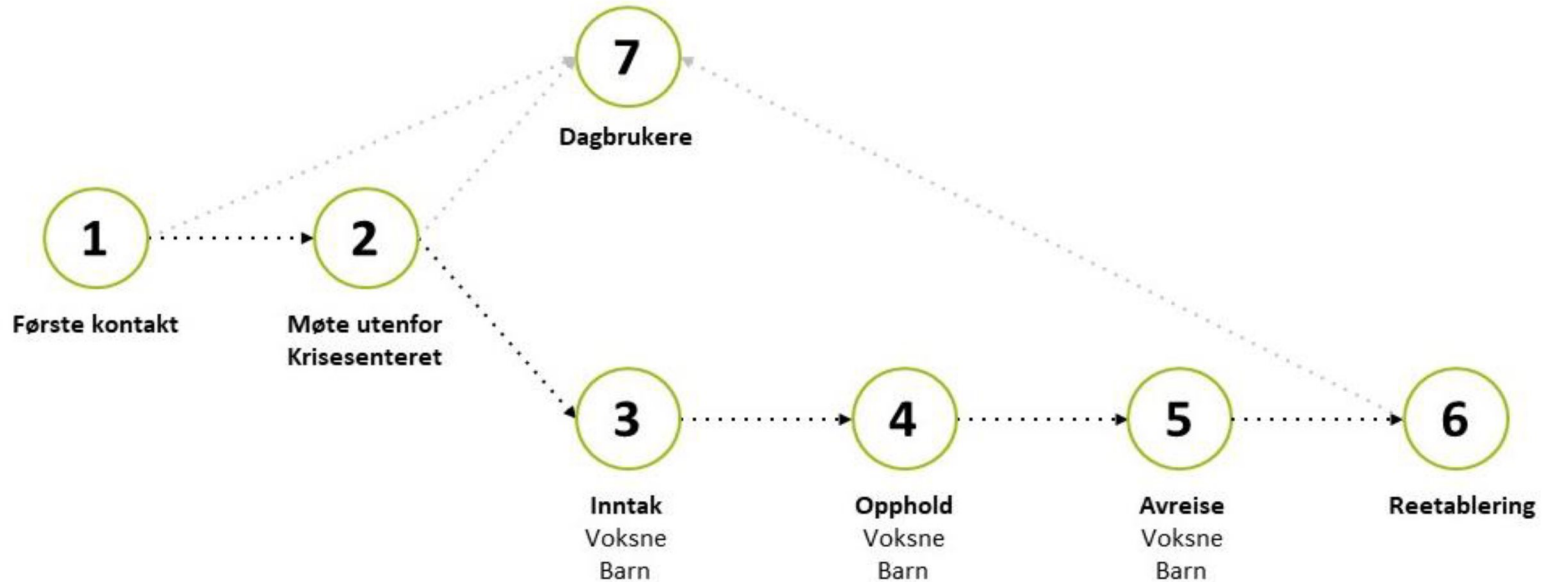 7
Dagbrukere
1
2
Første kontakt
Møte utenfor
Krisesenteret
3
4
5
6
Inntak
Voksne
Barn
Opphold
Voksne
Barn
Avreise
Voksne
Barn
Reetablering